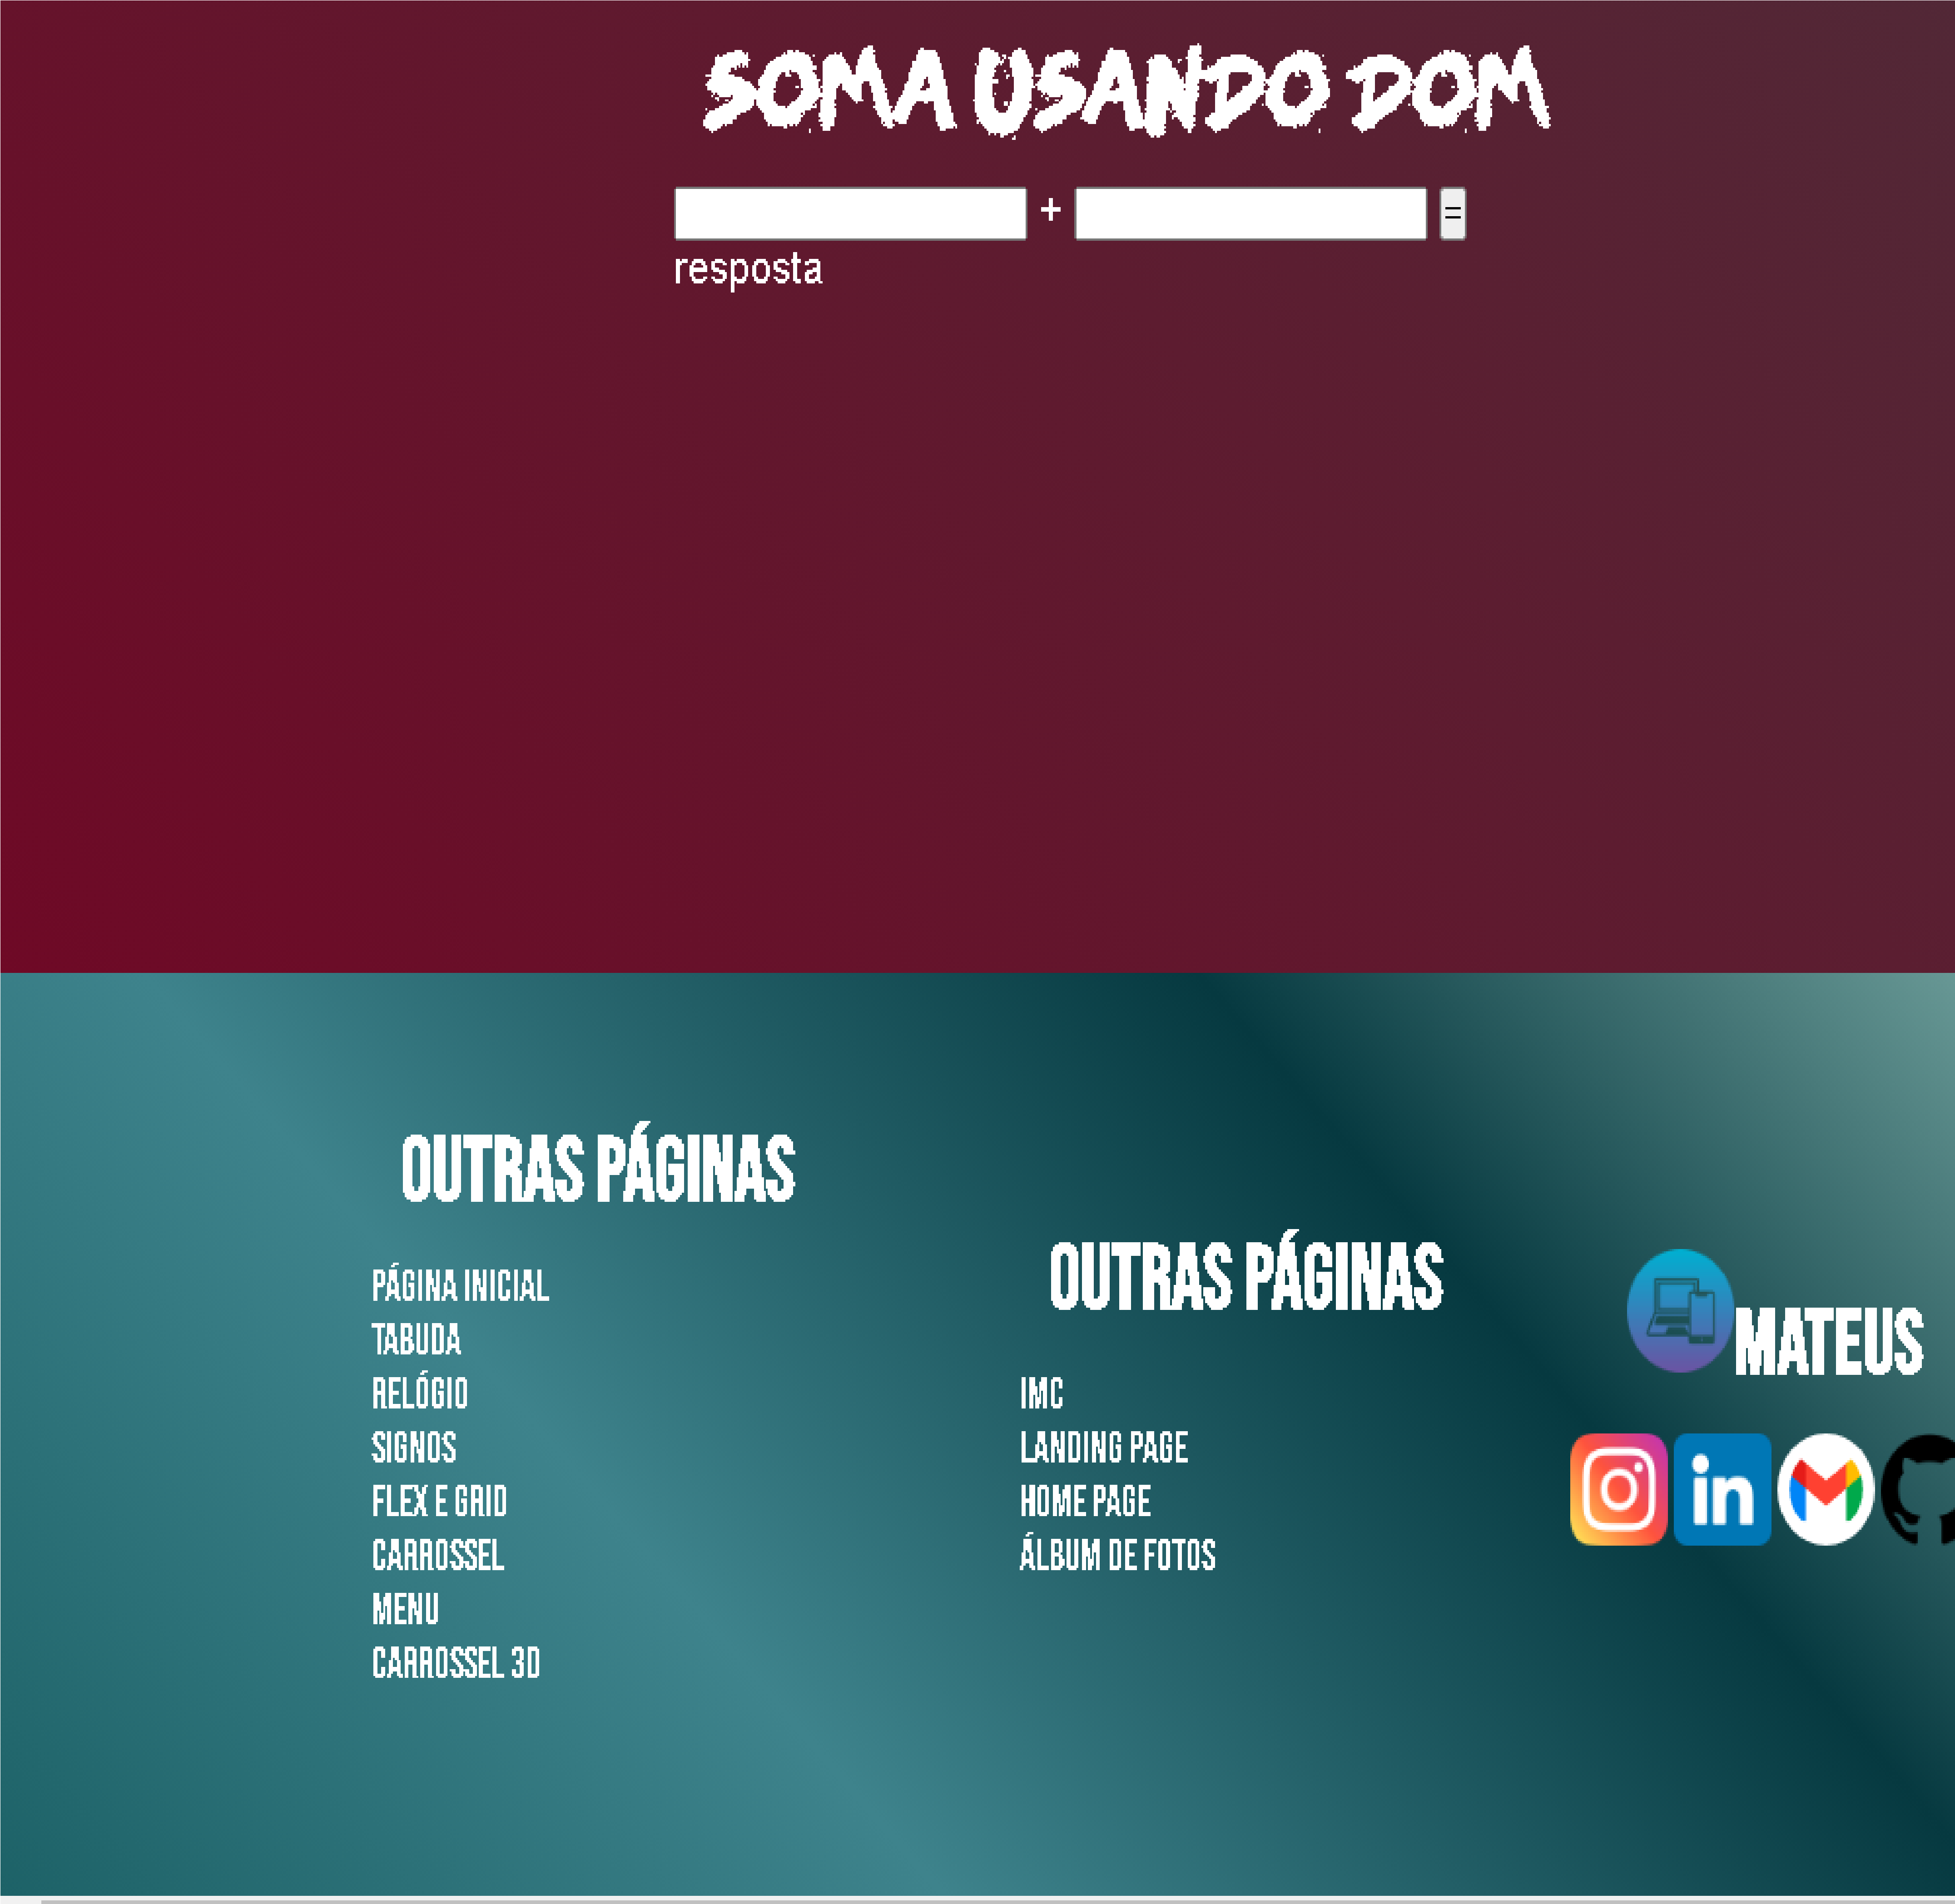 SOMA USANDO DOM
+ =
resposta
OUTRAS PÁGINAS
PÁGINA INICIAL
TABUDA
RELÓGIO
SIGNOS
FLEX E GRID
CARROSSEL
MENU
CARROSSEL 3D
OUTRAS PÁGINAS
IMC
LANDING PAGE
HOME PAGE
ÁLBUM DE FOTOS
MATEUS
in